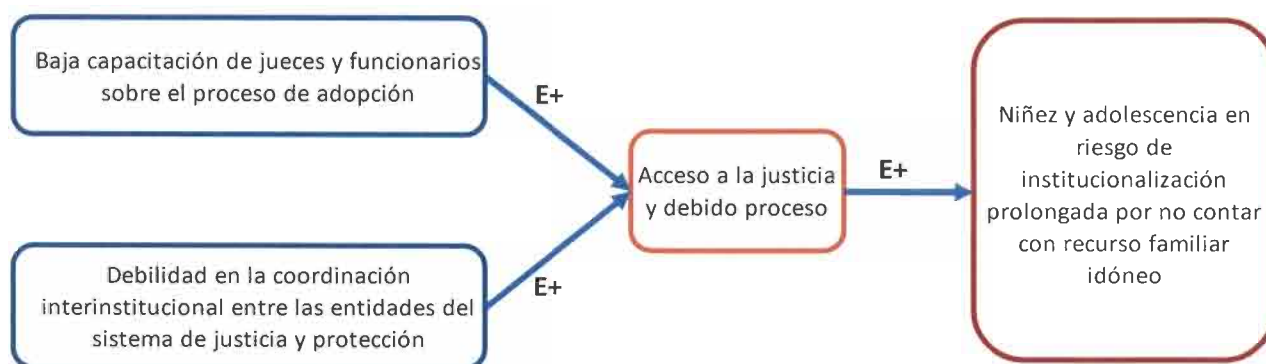 Baja capacitación de jueces y funcionarios
sobre el proceso de adopción
E+
Acceso a la justicia
y debido proceso
E+
Niñez y adolescencia en
riesgo de
institucionalización
prolongada por no contar
con recurso familiar
idóneo
Debilidad en la coordinación
interinstitucional entre las entidades del
sistema de justicia y protección
E+